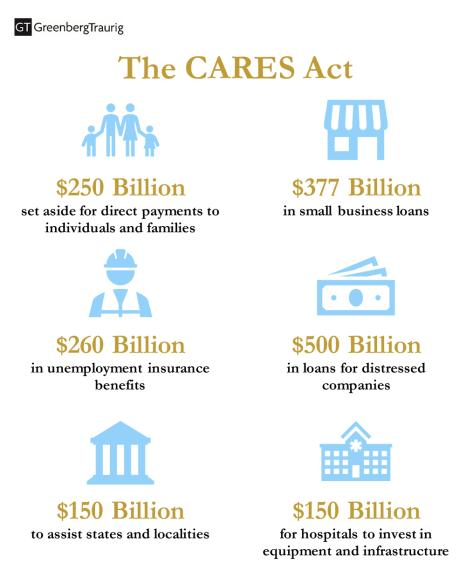 GT GreenbergTraurig
The CARES Act
$250 Billion
set aside for direct payments to
individuals and families
$377 Billion
in small business loans
$260 Billion
in unemployment insurance
benefits
$500 Billion
in loans for distressed
companies
$150 Billion
to assist states and localities
$150 Billion
for hospitals to invest in
equipment and infrastructure